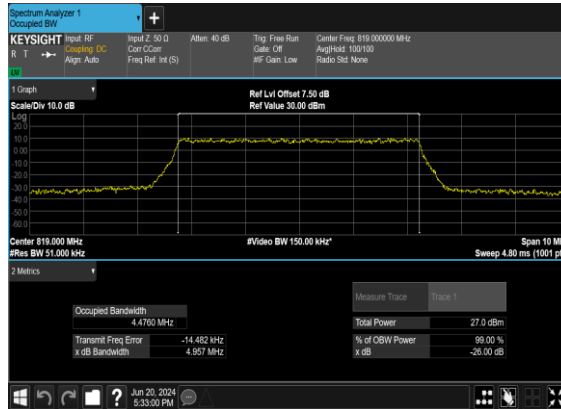 Spectrum Analyzer 1
Occupied BW
+
KEYSIGHT Input: RF Input Z: 50 Ω Atten: 40 dB Trig: Free Run Center Freq: 819.000000 MHz
R T Coupling: DC Corr CCorr Gate: Off Avg|Hold: 100/100
Align: Auto Freq Ref: Int (S) #IF Gain: Low Radio Std: None
1 Graph
Ref Lvl Offset 7.50 dB
Scale/Div 10.0 dB Ref Value 30.00 dBm
Log
20.0
10.0
0.00
-10.0
-20.0
-30.0
-40.0
-50.0
-60.0
Center 819.000 MHz #Video BW 150.00 kHz* Span 10 M
#Res BW 51.000 kHz Sweep 4.80 ms (1001 p
2 Metrics
Measure Trace Trace 1
Occupied Bandwidth
4.4760 MHz
Total Power 27.0 dBm
Transmit Freq Error -14.482 kHz % of OBW Power 99.00 %
x dB Bandwidth 4.957 MHz x dB -26.00 dB
? Jun 20, 2024
5:33:00 PM